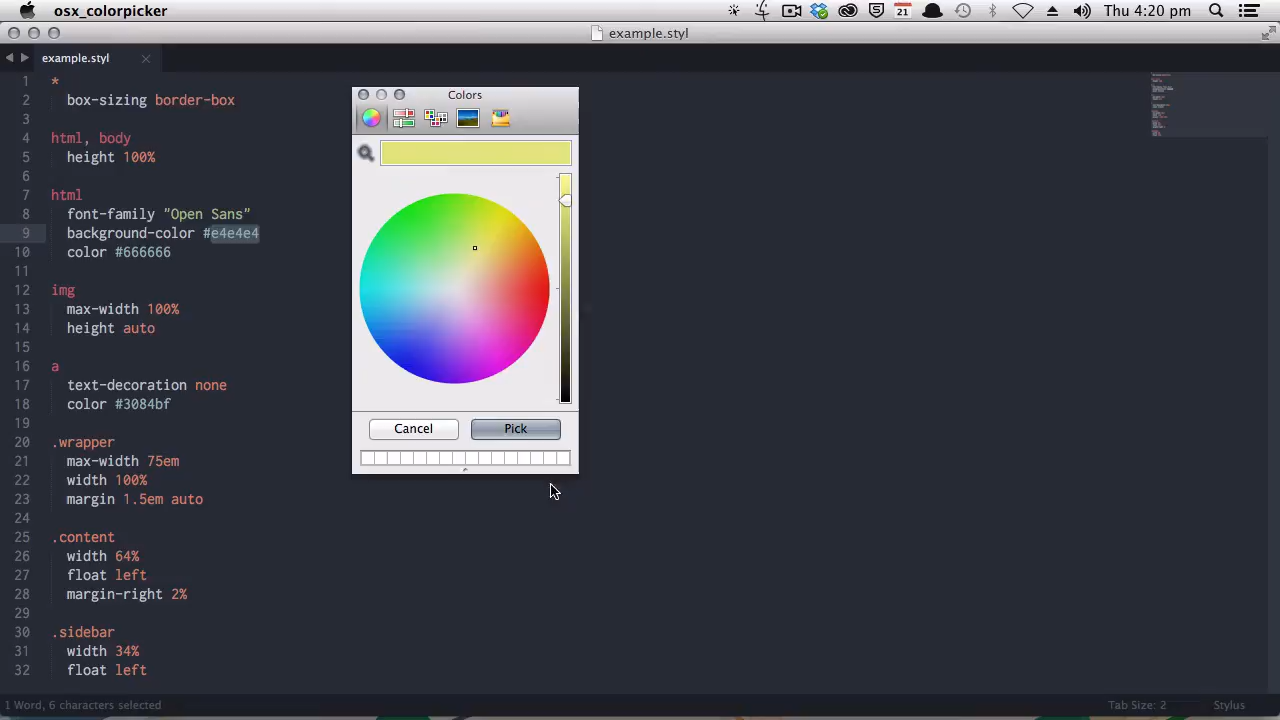 osx_colorpicker
21
Thu 4:20 pm
example.styl
example.styl
1 *
2 box-sizing border-box
3
4 html, body
5 height 100%
6
7 html
8 font-family "Open Sans"
9 background-color #e4e4e4
10 color #666666
11
12 img
13 max-width 100%
14 height auto
15
16 a
17 text-decoration none
18 color #3084bf
19
20 .wrapper
21 max-width 75em
22 width 100%
23 margin 1.5em auto
24
25 .content
26 width 64%
27 float left
28 margin-right 2%
29
30 .sidebar
31 width 34%
32 float left
Colors
Cancel
Pick
1 Word, 6 characters selected
Tab Size: 2
Stylus